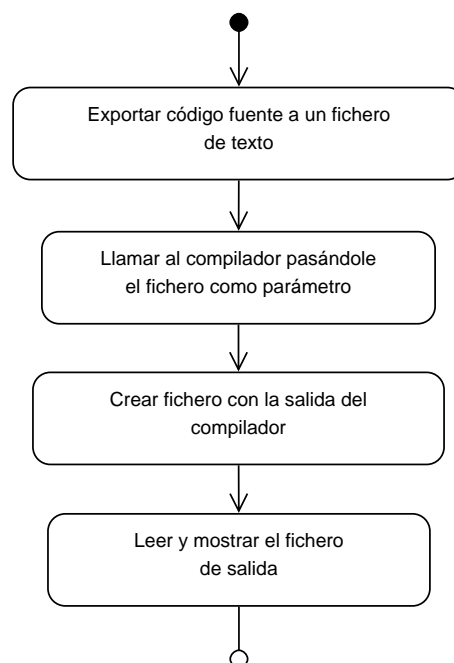 Exportar código fuente a un fichero
de texto
Llamar al compilador pasándole
el fichero como parámetro
Crear fichero con la salida del
compilador
Leer y mostrar el fichero
de salida